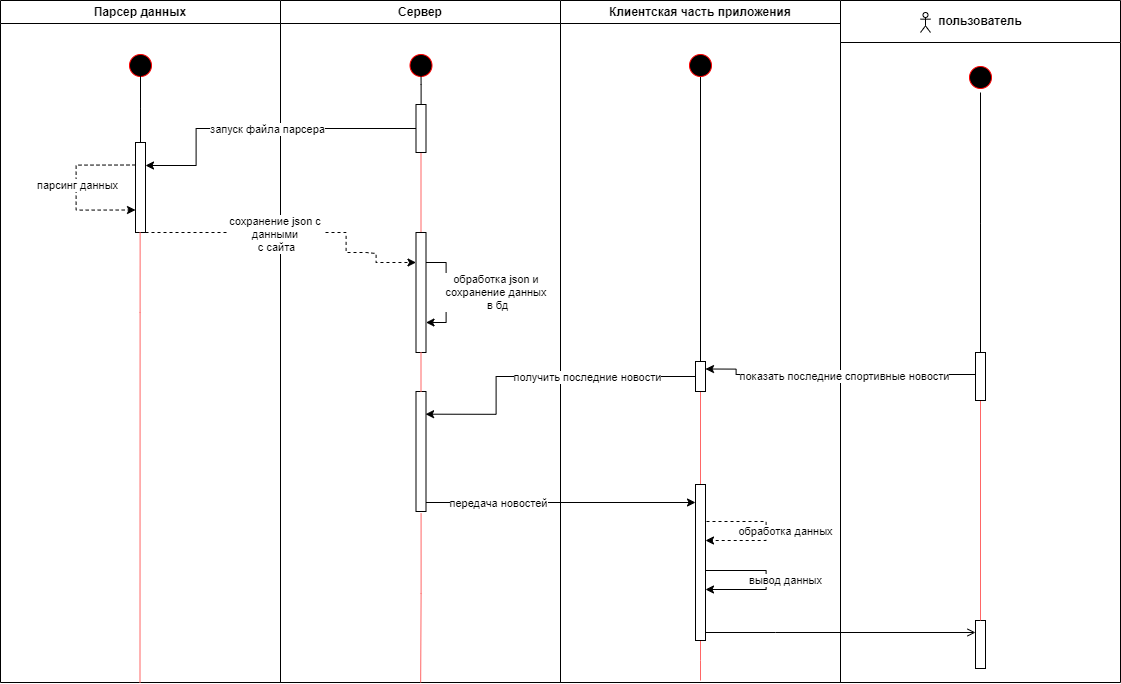 Парсер данных
Сервер
Клиентская часть приложения
пользователь
запуск файла парсера
парсинг данных
сохранение json с
данными
с сайта
обработка json и
сохранение данных
в бд
получить последние новости
показать последние спортивные новости
передача новостей
обработка данных
вывод данных